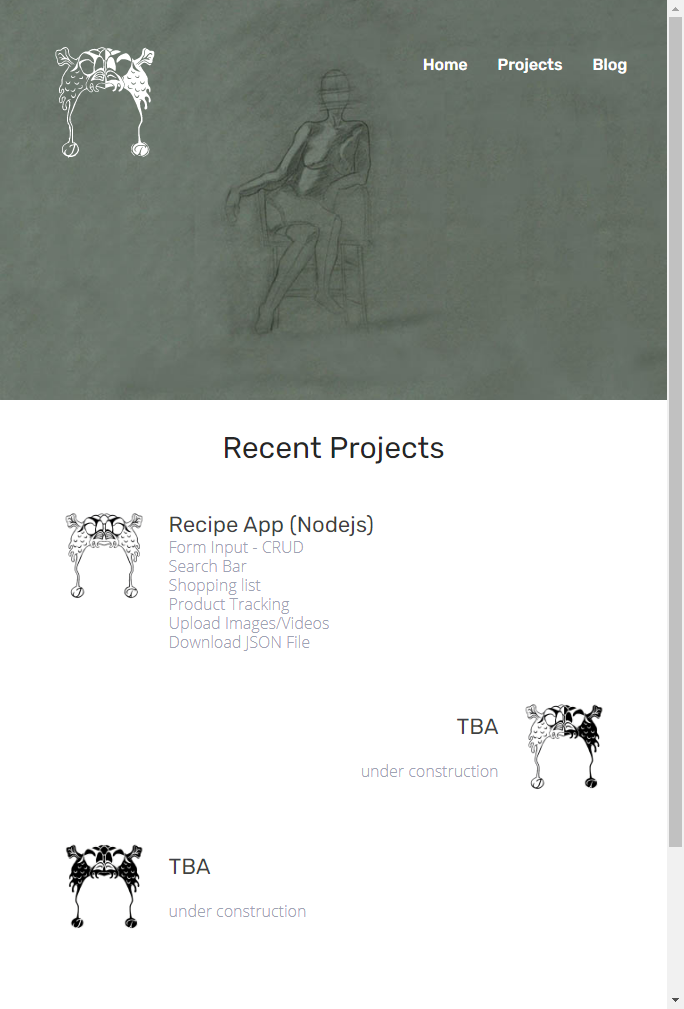 Home Projects Blog
Recent Projects
Recipe App (Nodejs)
Form Input - CRUD
Search Bar
Shopping list
Product Tracking
Upload Images/Videos
Download JSON File
TBA
under construction
TBA
under construction